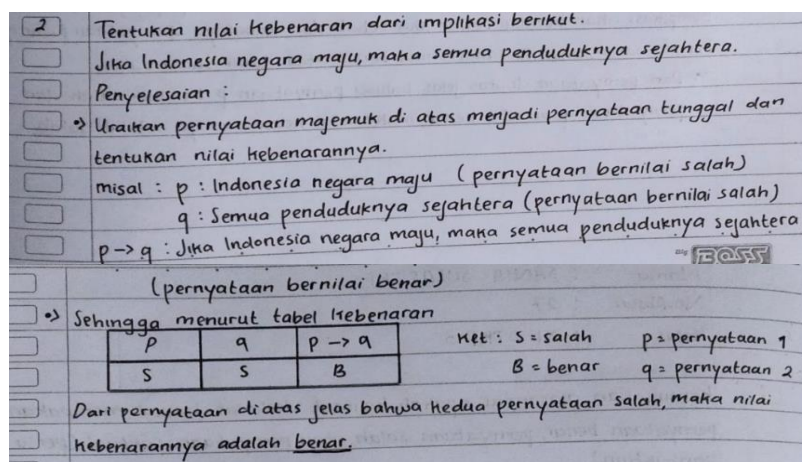 2 Tentukan nilai kebenaran dari implikasi berikut.
Jika Indonesia negara maju, maka semua penduduknya sejahtera.
Penyelesaian :
•) Uraikan pernyataan majemuk di atas menjadi pernyataan tunggal dan
tentukan nilai kebenarannya.
misal : p : Indonesia negara maju (pernyataan bernilai salah)
q : Semua penduduknya sejahtera (pernyataan bernilai salah)
p → q : Jika Indonesia negara maju, maka semua penduduknya sejahtera
BOSS
(pernyataan bernilai benar)
•) Sehingga menurut tabel kebenaran
p q p → q ket : S = salah p = pernyataan 1
S S B B = benar q = pernyataan 2
Dari pernyataan diatas jelas bahwa kedua pernyataan salah, maka nilai
kebenarannya adalah benar.